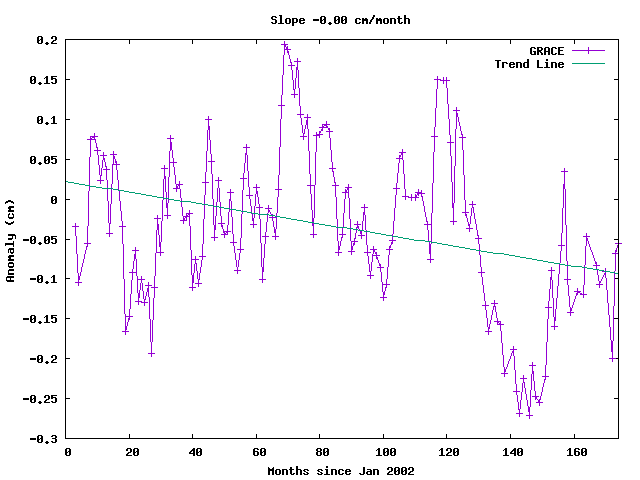 Slope -0.00 cm/month
GRACE
Trend Line
0.2
0.15
0.1
0.05
0
-0.05
-0.1
-0.15
-0.2
-0.25
-0.3
Anomaly (cm)
0 20 40 60 80 100 120 140 160
Months since Jan 2002